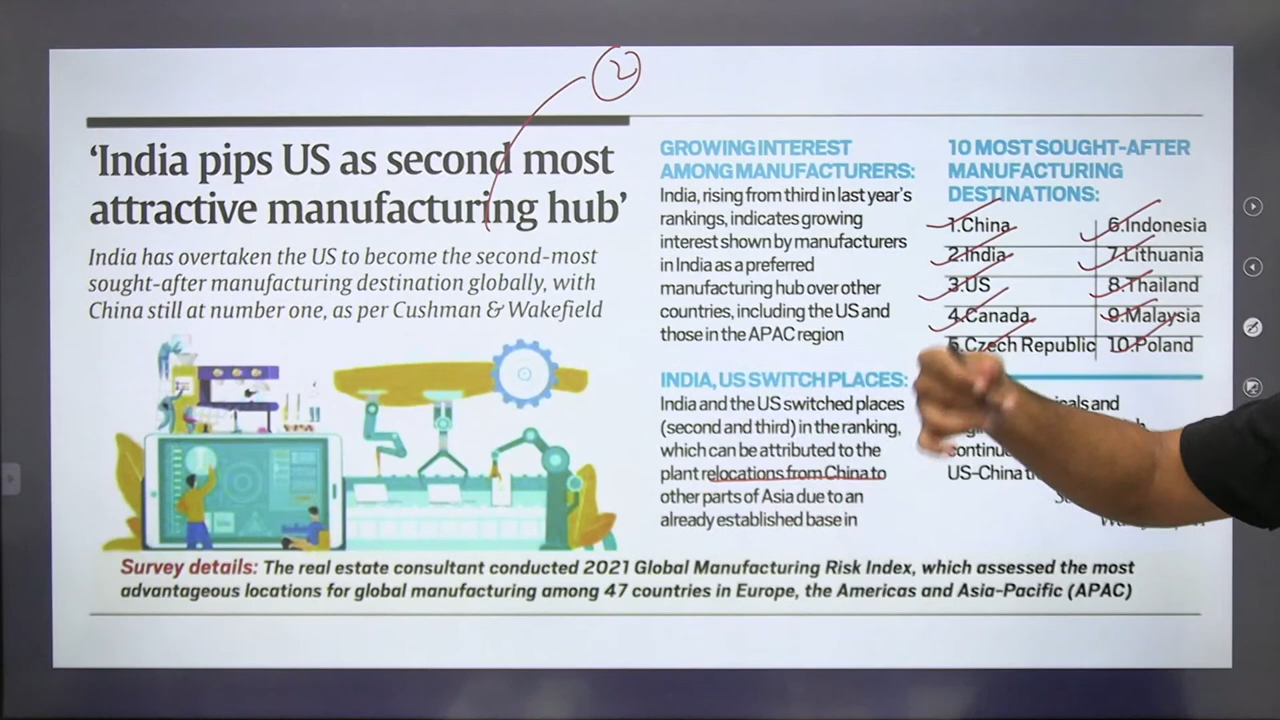 2
‘India pips US as second most
attractive manufacturing hub’
India has overtaken the US to become the second-most
sought-after manufacturing destination globally, with
China still at number one, as per Cushman & Wakefield
GROWING INTEREST
AMONG MANUFACTURERS:
India, rising from third in last year’s
rankings, indicates growing
interest shown by manufacturers
in India as a preferred
manufacturing hub over other
countries, including the US and
those in the APAC region
INDIA, US SWITCH PLACES:
India and the US switched places
(second and third) in the ranking,
which can be attributed to the
plant relocations from China to
other parts of Asia due to an
already established base in
10 MOST SOUGHT-AFTER
MANUFACTURING
DESTINATIONS:
1.China 6.Indonesia
2.India 7.Lithuania
3.US 8.Thailand
4.Canada 9.Malaysia
5.Czech Republic 10.Poland
and
US-China
Survey details: The real estate consultant conducted 2021 Global Manufacturing Risk Index, which assessed the most
advantageous locations for global manufacturing among 47 countries in Europe, the Americas and Asia-Pacific (APAC)